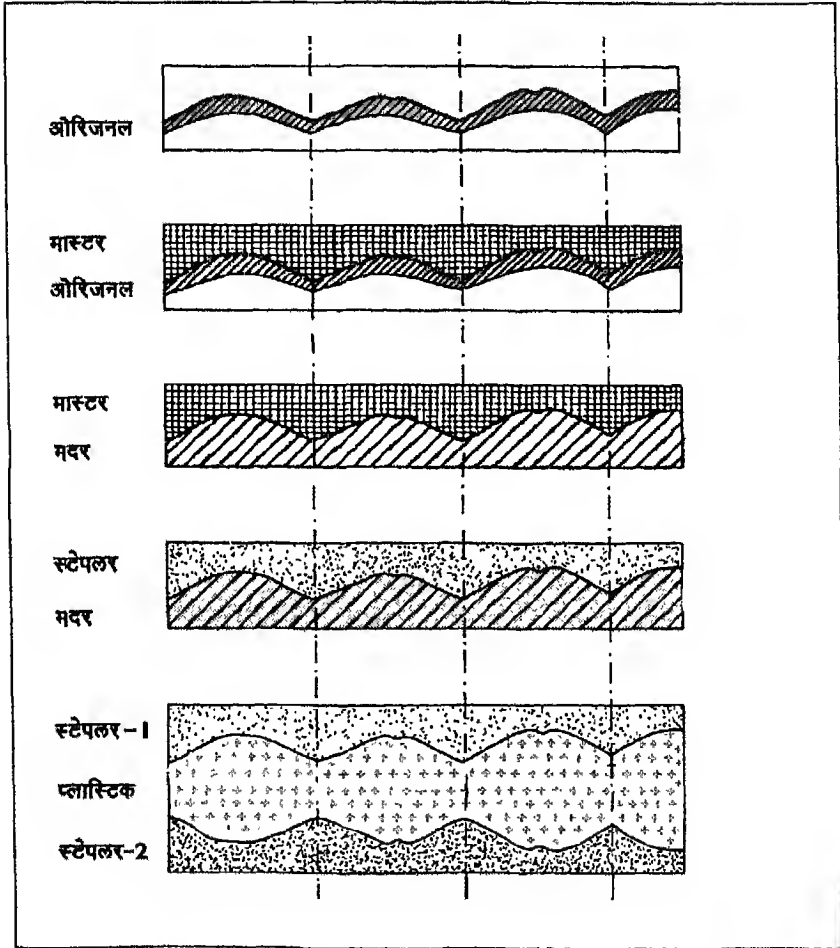 ओरिजनल
मास्टर
ओरिजनल
मास्टर
मदर
स्टेपलर
मदर
स्टेपलर-1
प्लास्टिक
स्टेपलर-2